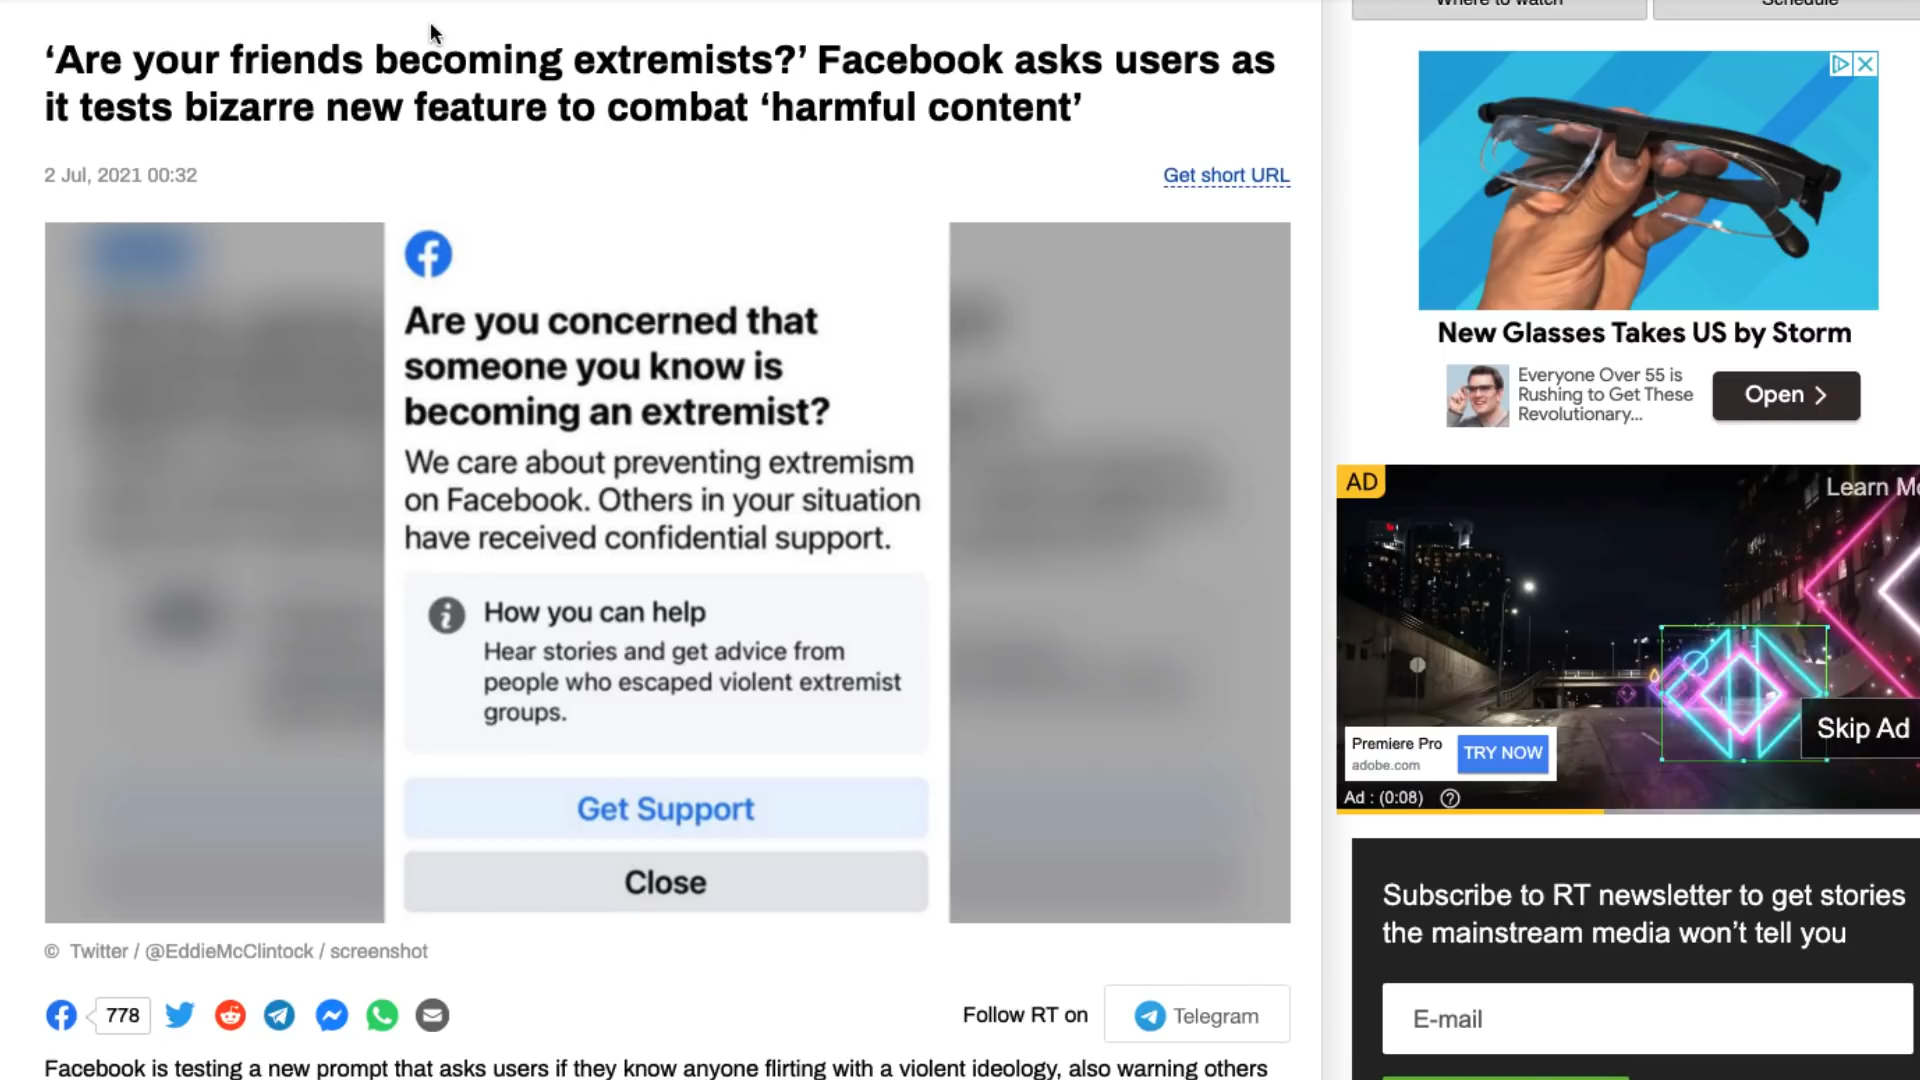 Where to watch
Schedule
‘Are your friends becoming extremists?’ Facebook asks users as
it tests bizarre new feature to combat ‘harmful content’
2 Jul, 2021 00:32
Get short URL
Are you concerned that
someone you know is
becoming an extremist?
We care about preventing extremism
on Facebook. Others in your situation
have received confidential support.
How you can help
Hear stories and get advice from
people who escaped violent extremist
groups.
Get Support
Close
© Twitter / @EddieMcClintock / screenshot
778
Follow RT on
Telegram
Facebook is testing a new prompt that asks users if they know anyone flirting with a violent ideology, also warning others
New Glasses Takes US by Storm
Everyone Over 55 is
Rushing to Get These
Revolutionary...
Open >
AD
Learn Mo
Skip Ad
Premiere Pro
adobe.com
TRY NOW
Ad : (0:08)
Subscribe to RT newsletter to get stories
the mainstream media won’t tell you
E-mail